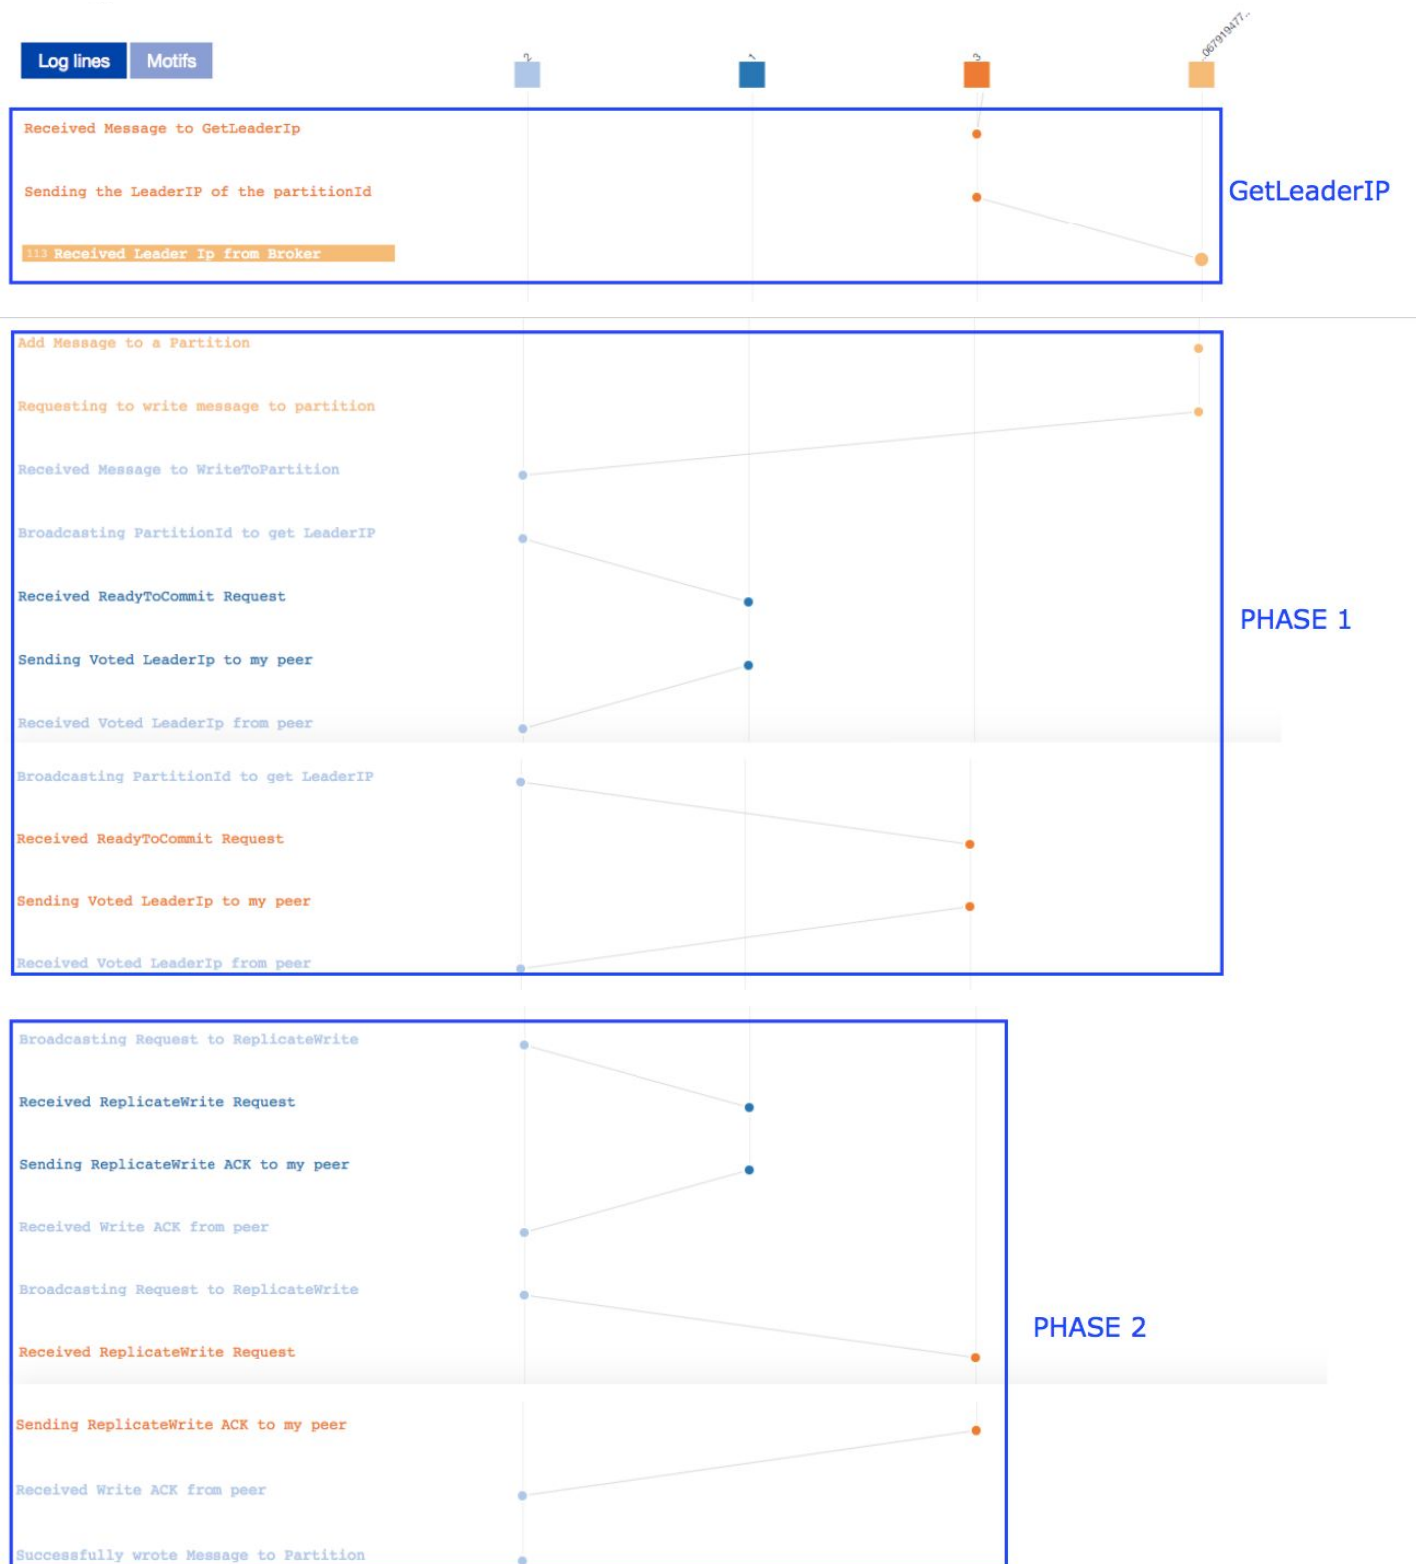 Log lines
Motifs
2
1
3
..067919477..
Received Message to GetLeaderIp
Sending the LeaderIP of the partitionId
113 Received Leader Ip from Broker
GetLeaderIP
Add Message to a Partition
Requesting to write message to partition
Received Message to WriteToPartition
Broadcasting PartitionId to get LeaderIP
Received ReadyToCommit Request
PHASE 1
Sending Voted LeaderIp to my peer
Received Voted LeaderIp from peer
Broadcasting PartitionId to get LeaderIP
Received ReadyToCommit Request
Sending Voted LeaderIp to my peer
Received Voted LeaderIp from peer
Broadcasting Request to ReplicateWrite
Received ReplicateWrite Request
Sending ReplicateWrite ACK to my peer
Received Write ACK from peer
Broadcasting Request to ReplicateWrite
PHASE 2
Received ReplicateWrite Request
Sending ReplicateWrite ACK to my peer
Received Write ACK from peer
Successfully wrote Message to Partition